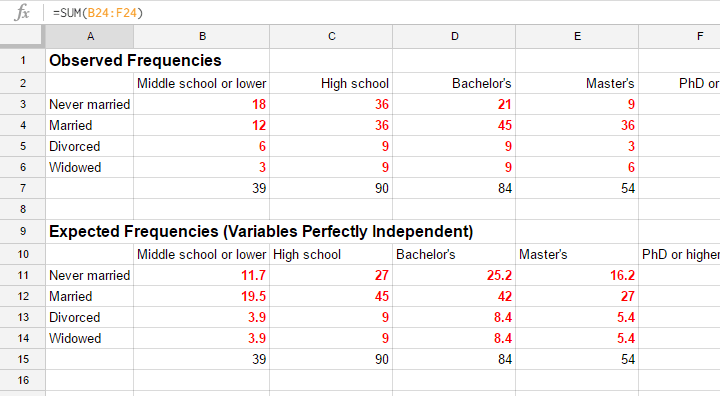 fx =SUM(B24:F24)
A B C D E F
1 Observed Frequencies
2 Middle school or lower High school Bachelor's Master's PhD or
3 Never married 18 36 21 9
4 Married 12 36 45 36
5 Divorced 6 9 9 3
6 Widowed 3 9 9 6
7 39 90 84 54
8
9 Expected Frequencies (Variables Perfectly Independent)
10 Middle school or lower High school Bachelor's Master's PhD or higher
11 Never married 11.7 27 25.2 16.2
12 Married 19.5 45 42 27
13 Divorced 3.9 9 8.4 5.4
14 Widowed 3.9 9 8.4 5.4
15 39 90 84 54
16